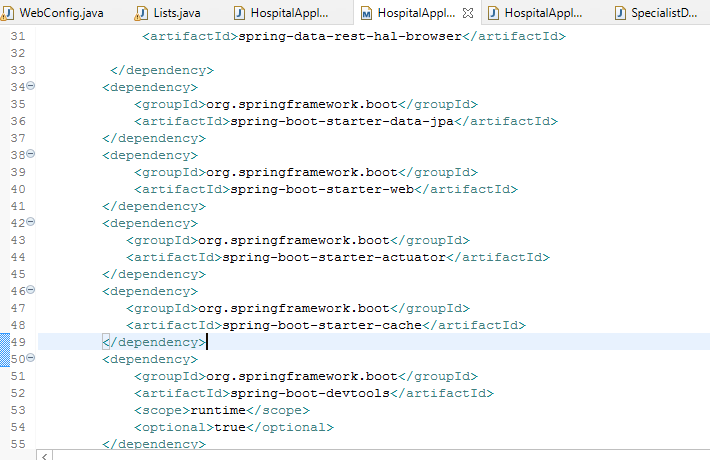 WebConfig.java Lists.java HospitalAppl... HospitalAppl... HospitalAppl... SpecialistD...
31 <artifactId>spring-data-rest-hal-browser</artifactId>
32
33 </dependency>
34 <dependency>
35 <groupId>org.springframework.boot</groupId>
36 <artifactId>spring-boot-starter-data-jpa</artifactId>
37 </dependency>
38 <dependency>
39 <groupId>org.springframework.boot</groupId>
40 <artifactId>spring-boot-starter-web</artifactId>
41 </dependency>
42 <dependency>
43 <groupId>org.springframework.boot</groupId>
44 <artifactId>spring-boot-starter-actuator</artifactId>
45 </dependency>
46 <dependency>
47 <groupId>org.springframework.boot</groupId>
48 <artifactId>spring-boot-starter-cache</artifactId>
49 </dependency>
50 <dependency>
51 <groupId>org.springframework.boot</groupId>
52 <artifactId>spring-boot-devtools</artifactId>
53 <scope>runtime</scope>
54 <optional>true</optional>
55 </dependency>